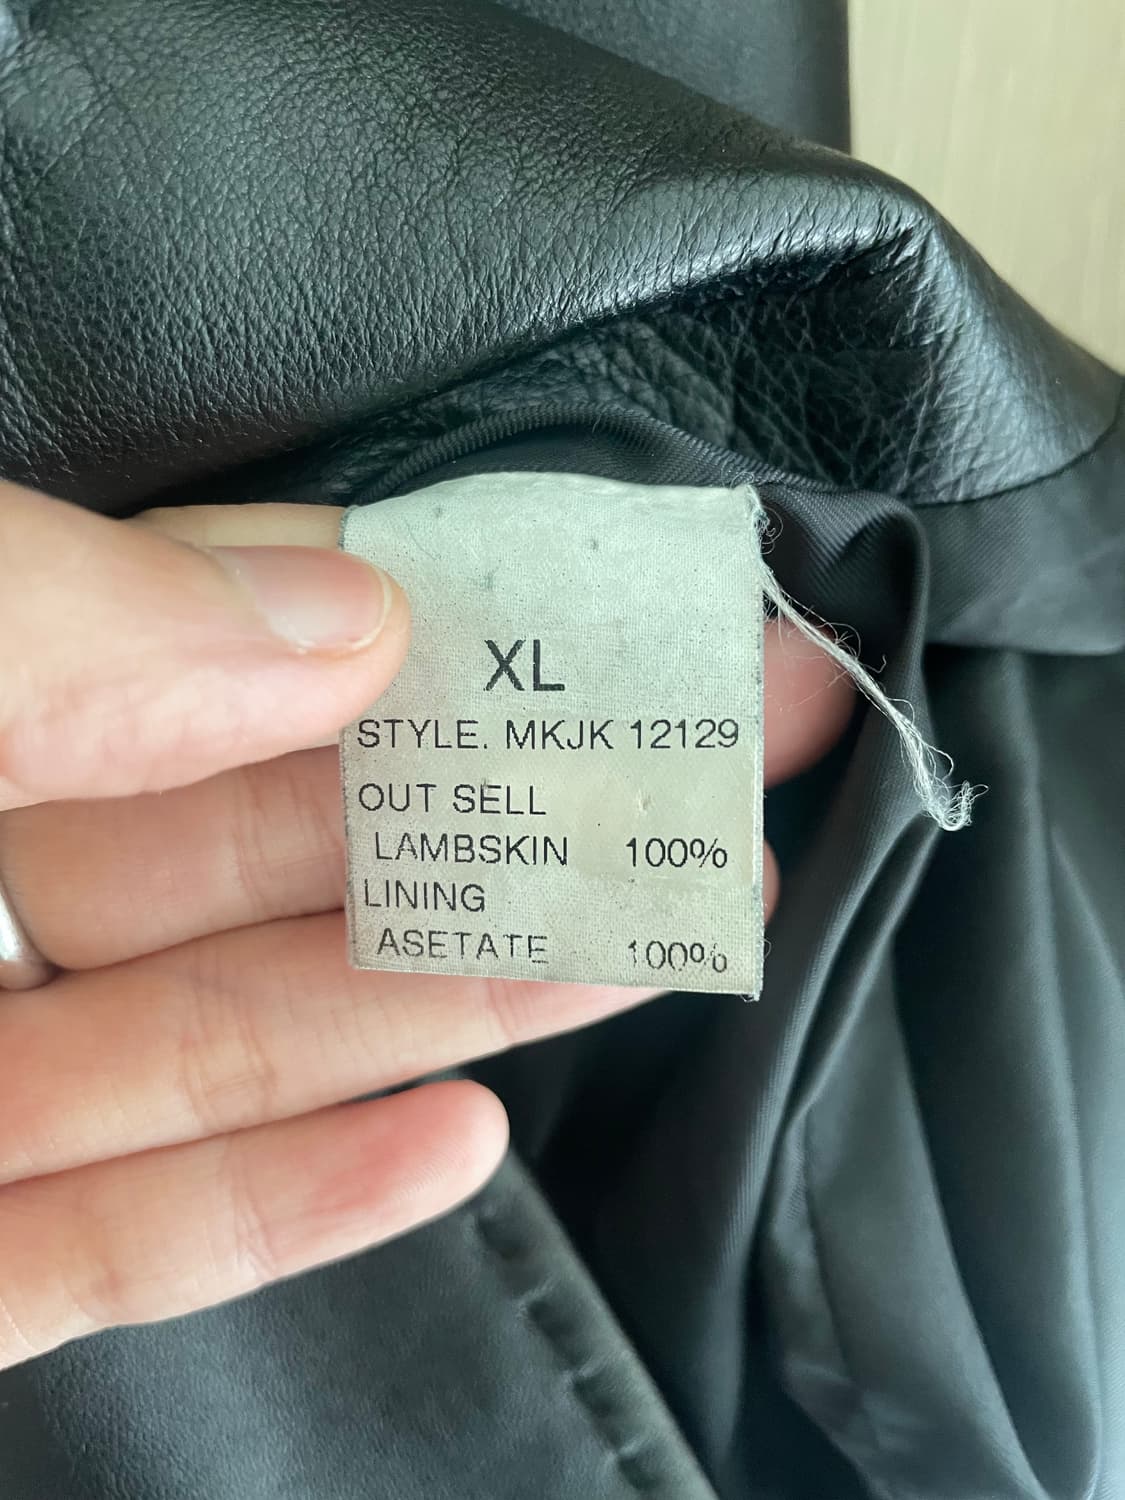 XL
STYLE. MKJK 12129
OUT SELL
LAMBSKIN 100%
LINING
ASETATE 100%